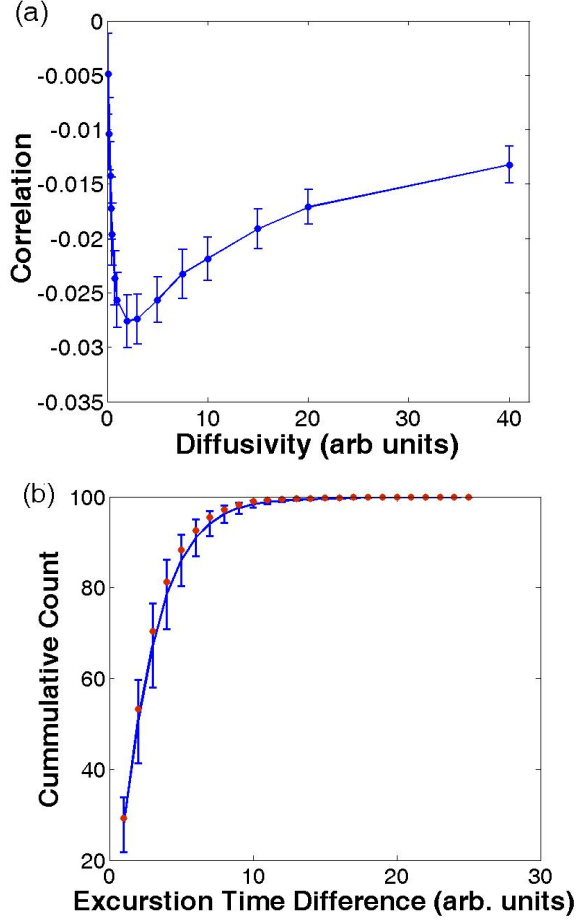 (a)
0
-0.005
-0.01
-0.015
-0.02
-0.025
-0.03
-0.035
Correlation
0 10 20 30 40
Diffusivity (arb units)
(b)
100
80
60
40
20
Cummulative Count
0 10 20 30
Excurstion Time Difference (arb. units)